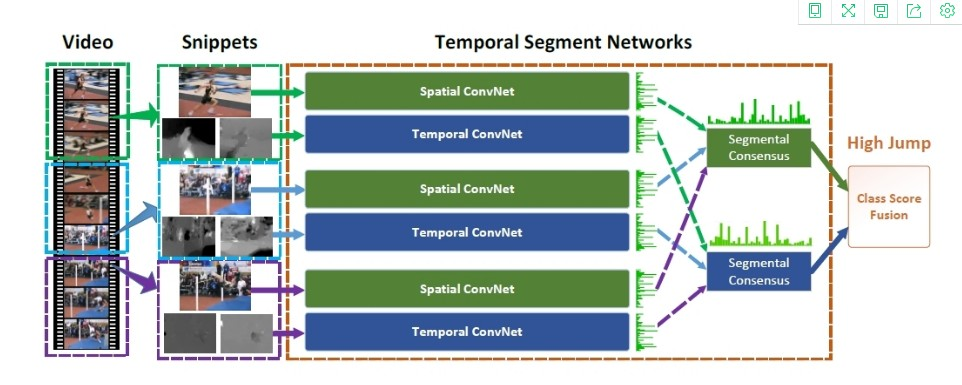 Video
Snippets
Temporal Segment Networks
Spatial ConvNet
Temporal ConvNet
Segmental
Consensus
High Jump
Spatial ConvNet
Temporal ConvNet
Class Score
Fusion
Segmental
Consensus
Spatial ConvNet
Temporal ConvNet